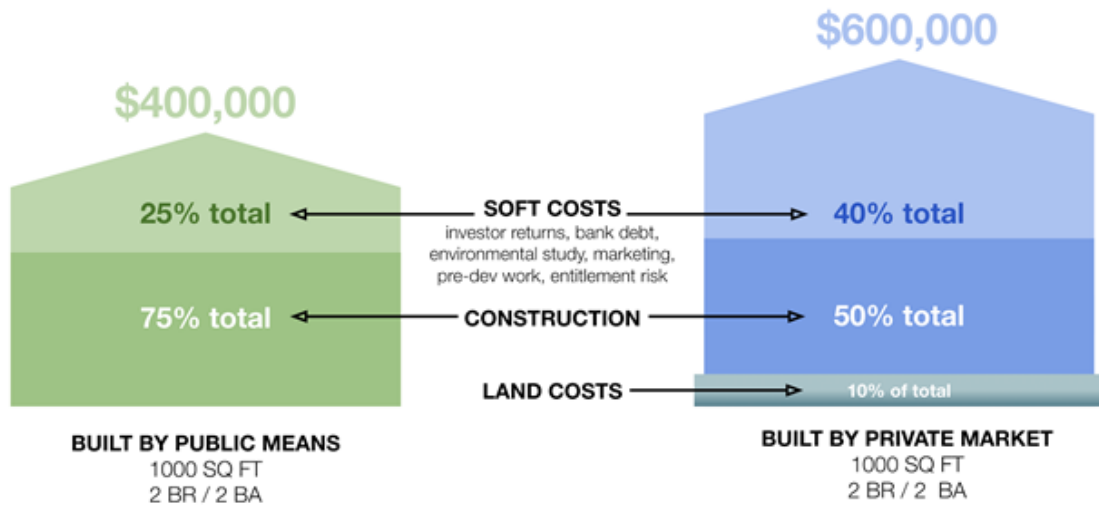 $400,000
$600,000
25% total
SOFT COSTS
investor returns, bank debt,
environmental study, marketing,
pre-dev work, entitlement risk
40% total
75% total
CONSTRUCTION
50% total
LAND COSTS
10% of total
BUILT BY PUBLIC MEANS
1000 SQ FT
2 BR / 2 BA
BUILT BY PRIVATE MARKET
1000 SQ FT
2 BR / 2 BA